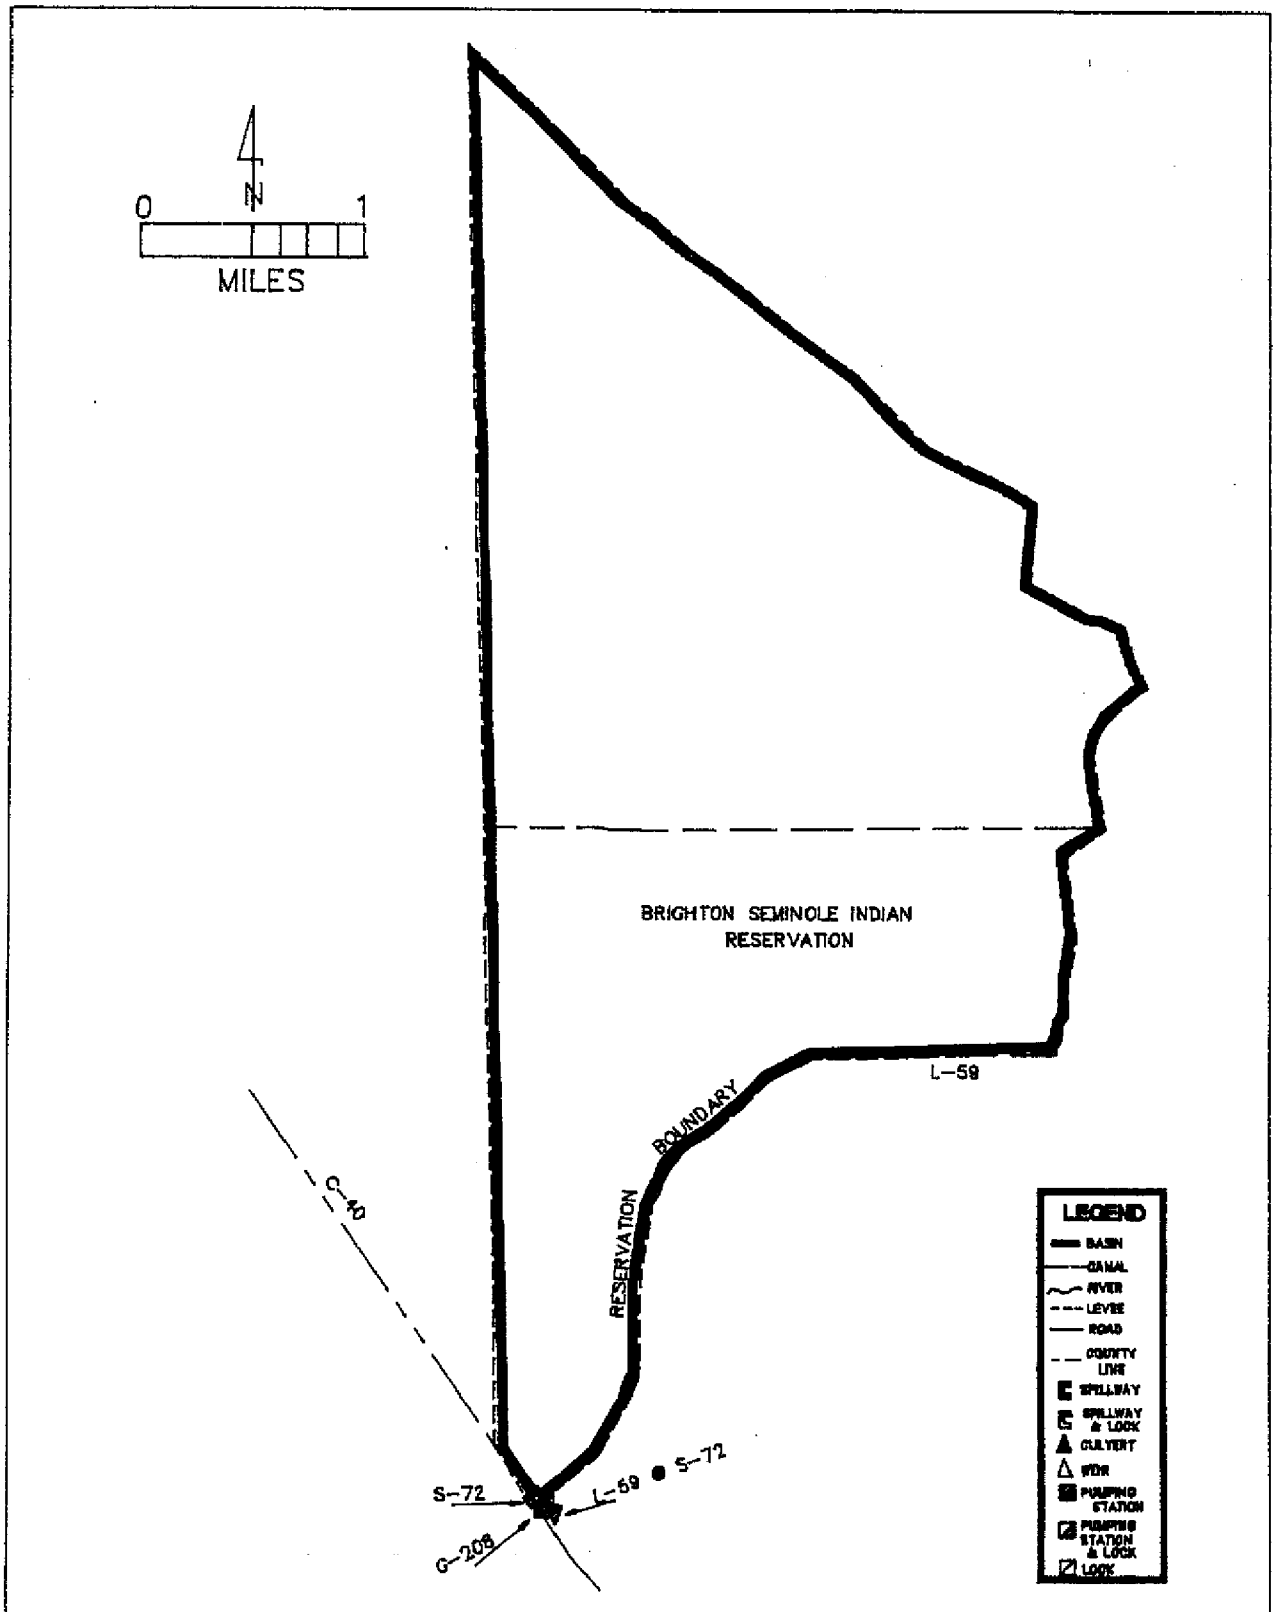 N
0 1
MILES
BRIGHTON SEMINOLE INDIAN
RESERVATION
L-59
BOUNDARY
RESERVATION
C-40
S-72
L-59 ● S-72
G-208
LEGEND
BASIN
CANAL
RIVER
LEVEE
ROAD
COUNTY
LINE
SPILLWAY
SPILLWAY
& LOCK
CULVERT
WEIR
PUMPING
STATION
PUMPING
STATION
& LOCK
LOCK